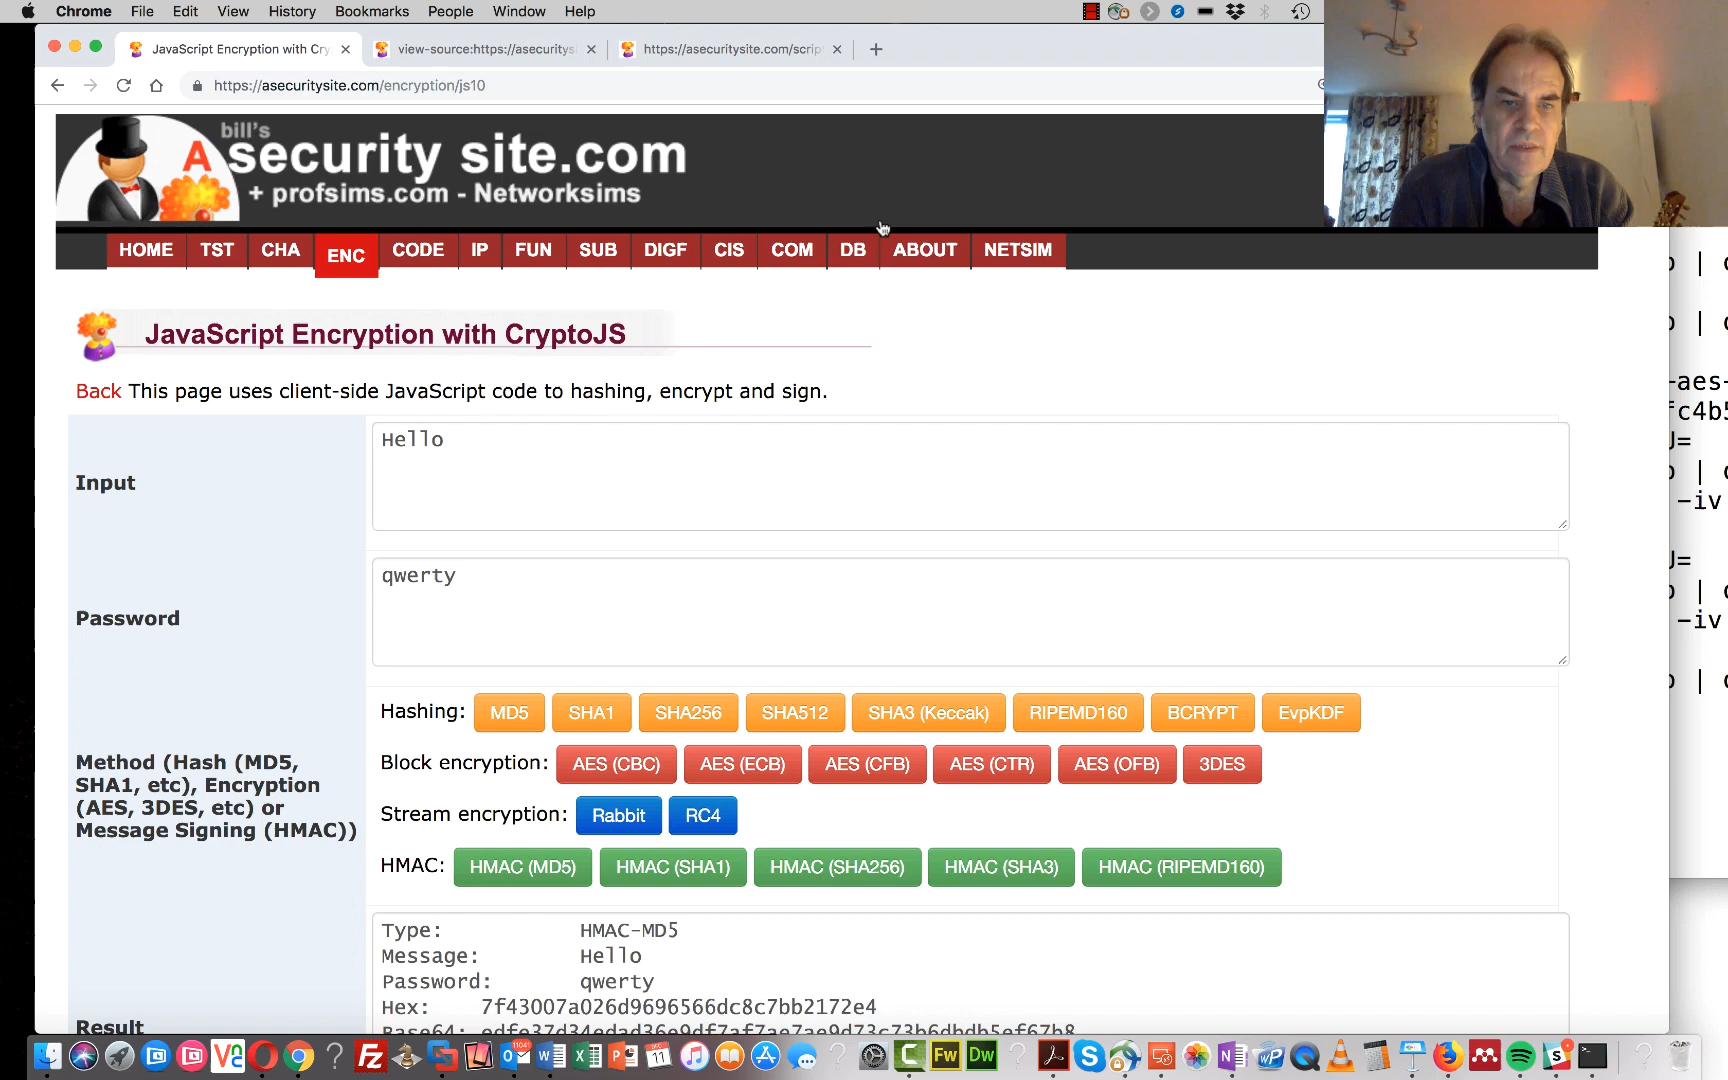 Chrome File Edit View History Bookmarks People Window Help
JavaScript Encryption with Cry
view-source:https://asecuritysi
https://asecuritysite.com/scrip
https://asecuritysite.com/encryption/js10
bill's
A security site.com
+ profsims.com - Networksims
HOME TST CHA ENC CODE IP FUN SUB DIGF CIS COM DB ABOUT NETSIM
JavaScript Encryption with CryptoJS
Back This page uses client-side JavaScript code to hashing, encrypt and sign.
Input
Hello
Password
qwerty
Method (Hash (MD5,
SHA1, etc), Encryption
(AES, 3DES, etc) or
Message Signing (HMAC))
Hashing: MD5 SHA1 SHA256 SHA512 SHA3 (Keccak) RIPEMD160 BCRYPT EvpKDF
Block encryption: AES (CBC) AES (ECB) AES (CFB) AES (CTR) AES (OFB) 3DES
Stream encryption: Rabbit RC4
HMAC: HMAC (MD5) HMAC (SHA1) HMAC (SHA256) HMAC (SHA3) HMAC (RIPEMD160)
Result
Type: HMAC-MD5
Message: Hello
Password: qwerty
Hex: 7f43007a026d9696566dc8c7bb2172e4
Base64:
-aes-
fc4b5
-iv
-iv